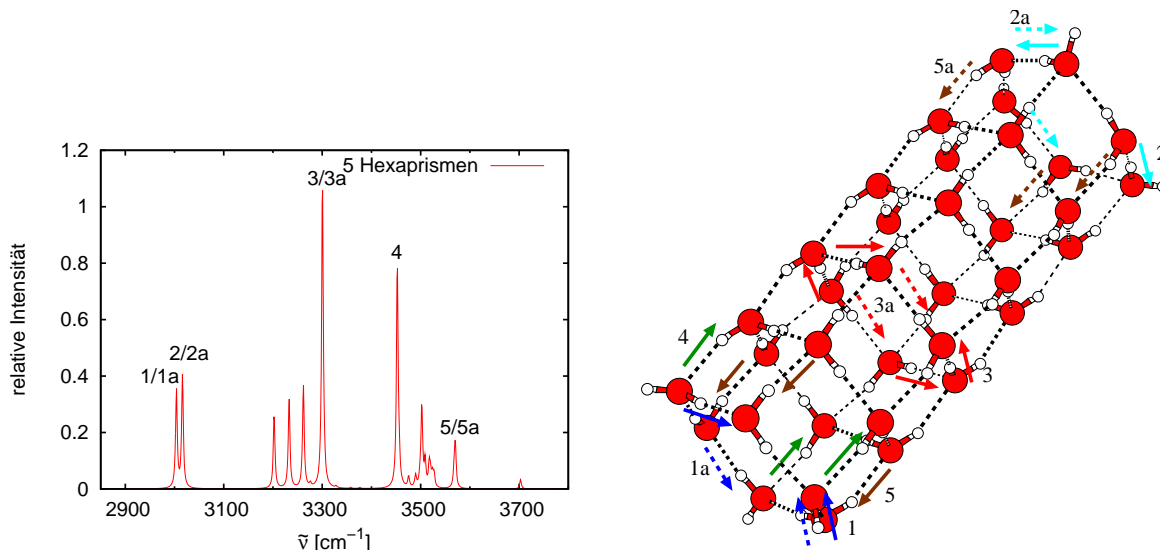 relative Intensität
1.2
1
0.8
0.6
0.4
0.2
0
5 Hexaprismen
3/3a
4
2/2a
1/1a
5/5a
2900
3100
3300
3500
3700
ν̃ [cm⁻¹]
2a
5a
2
3a
4
3
1a
5
1